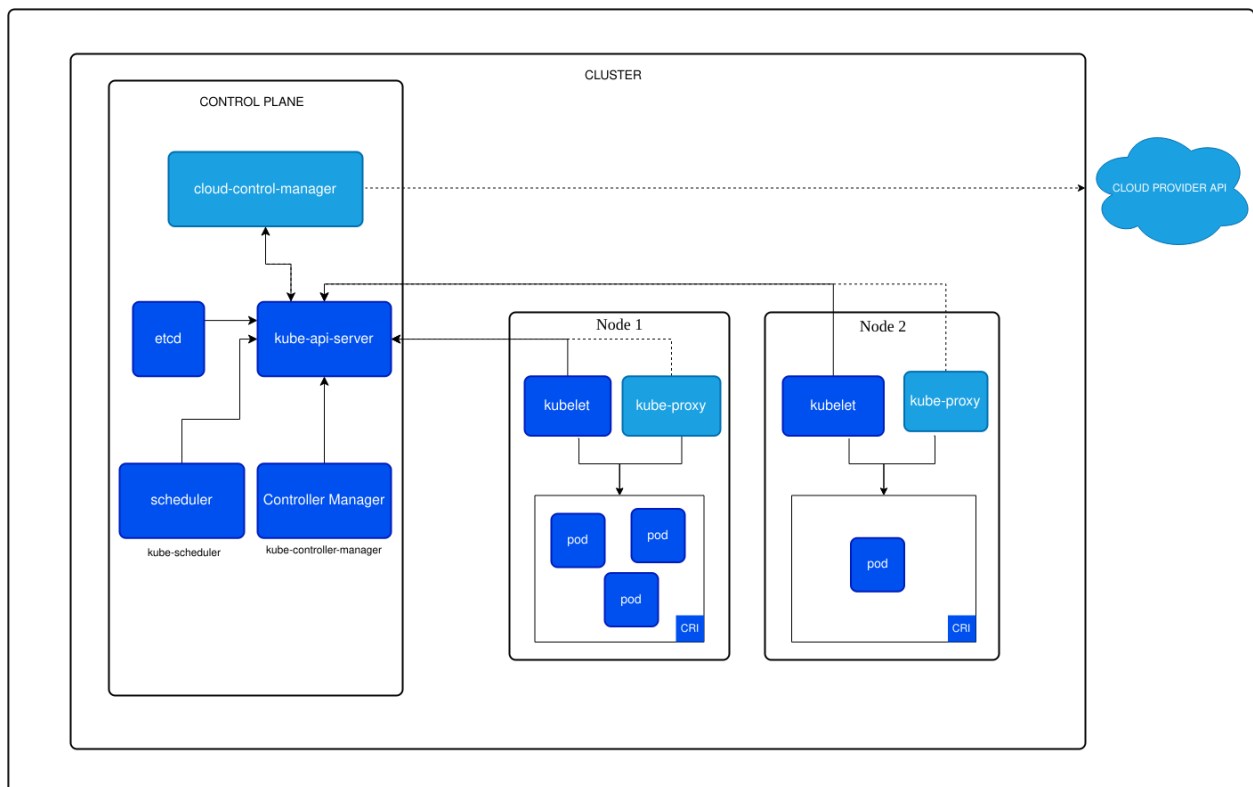 CLUSTER
CONTROL PLANE
cloud-control-manager
CLOUD PROVIDER API
etcd
kube-api-server
Node 1
Node 2
kubelet
kube-proxy
kubelet
kube-proxy
scheduler
Controller Manager
kube-scheduler
kube-controller-manager
pod
pod
pod
CRI
pod
CRI